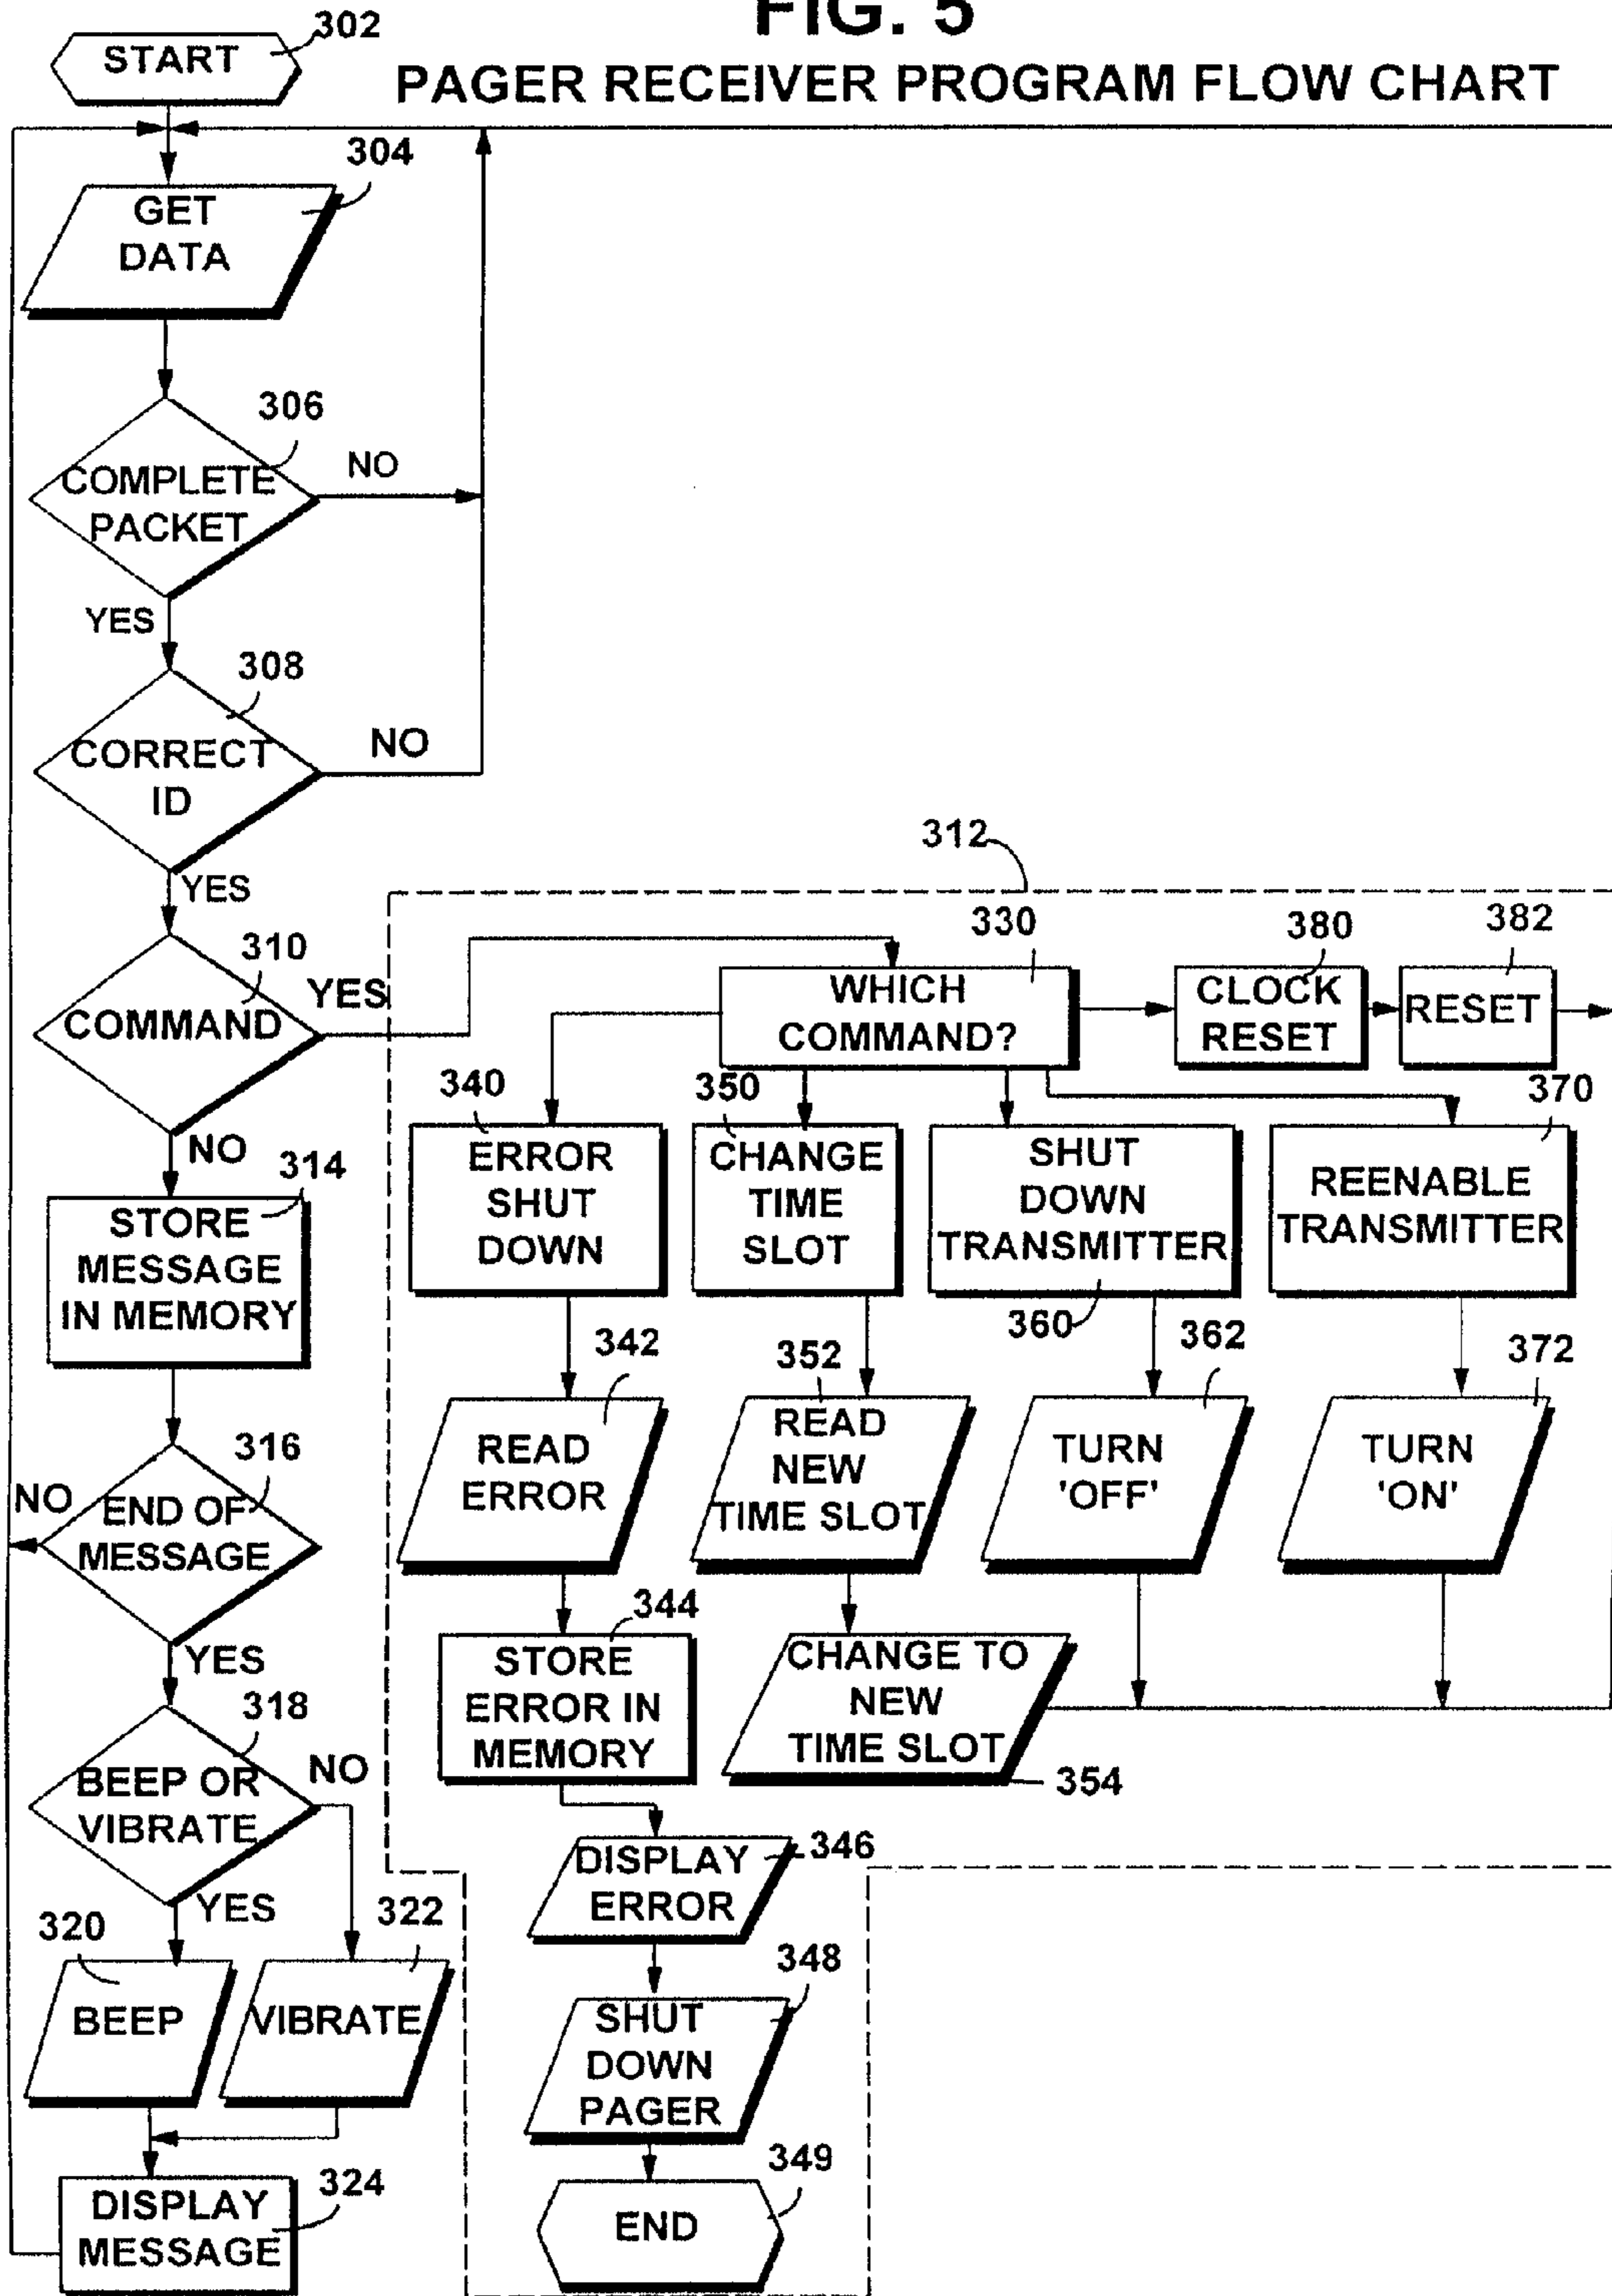 FIG. 5
PAGER RECEIVER PROGRAM FLOW CHART
302
START
304
GET
DATA
306
COMPLETE
PACKET
NO
YES
308
CORRECT
ID
NO
YES
310
COMMAND
YES
NO
314
STORE
MESSAGE
IN MEMORY
316
END OF
MESSAGE
NO
YES
318
BEEP OR
VIBRATE
NO
YES
320
BEEP
322
VIBRATE
324
DISPLAY
MESSAGE
312
330
WHICH
COMMAND?
380
CLOCK
RESET
382
RESET
340
ERROR
SHUT
DOWN
350
CHANGE
TIME
SLOT
SHUT
DOWN
TRANSMITTER
360
370
REENABLE
TRANSMITTER
342
READ
ERROR
352
READ
NEW
TIME SLOT
362
TURN
'OFF'
372
TURN
'ON'
344
STORE
ERROR IN
MEMORY
CHANGE TO
NEW
TIME SLOT
354
346
DISPLAY
ERROR
348
SHUT
DOWN
PAGER
349
END